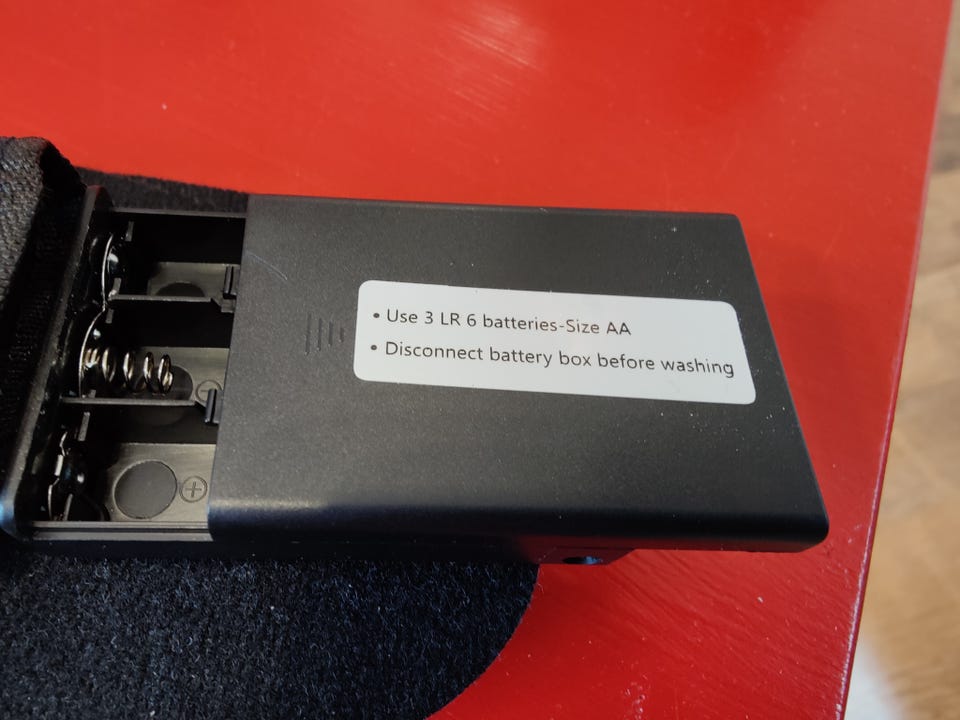 • Use 3 LR 6 batteries-Size AA
• Disconnect battery box before washing